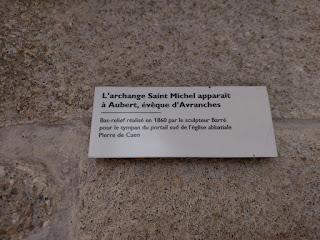 L'archange Saint Michel apparaît
à Aubert, évêque d'Avranches
Bas-relief réalisé en 1860 par le sculpteur Barré
pour le tympan du portail sud de l'église abbatiale
Pierre de Caen